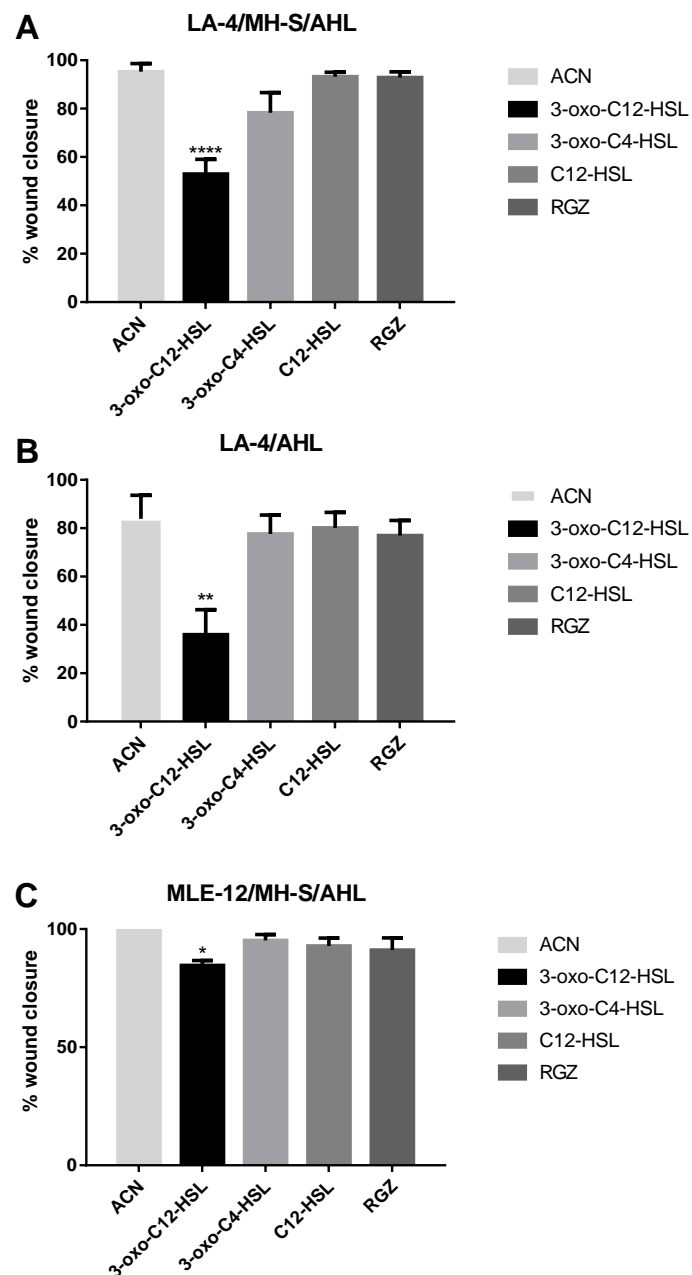 A
LA-4/MH-S/AHL
% wound closure
100
80
60
40
20
0
****
ACN
3-oxo-C12-HSL
3-oxo-C4-HSL
C12-HSL
RGZ
ACN
3-oxo-C12-HSL
3-oxo-C4-HSL
C12-HSL
RGZ
B
LA-4/AHL
% wound closure
100
80
60
40
20
0
**
ACN
3-oxo-C12-HSL
3-oxo-C4-HSL
C12-HSL
RGZ
ACN
3-oxo-C12-HSL
3-oxo-C4-HSL
C12-HSL
RGZ
C
MLE-12/MH-S/AHL
% wound closure
100
50
0
*
ACN
3-oxo-C12-HSL
3-oxo-C4-HSL
C12-HSL
RGZ
ACN
3-oxo-C12-HSL
3-oxo-C4-HSL
C12-HSL
RGZ